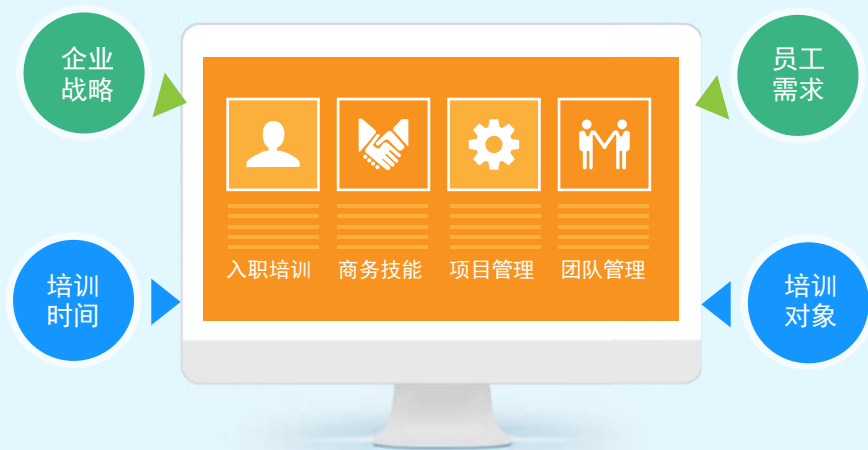 企业
战略
员工
需求
入职培训 商务技能 项目管理 团队管理
培训
时间
培训
对象